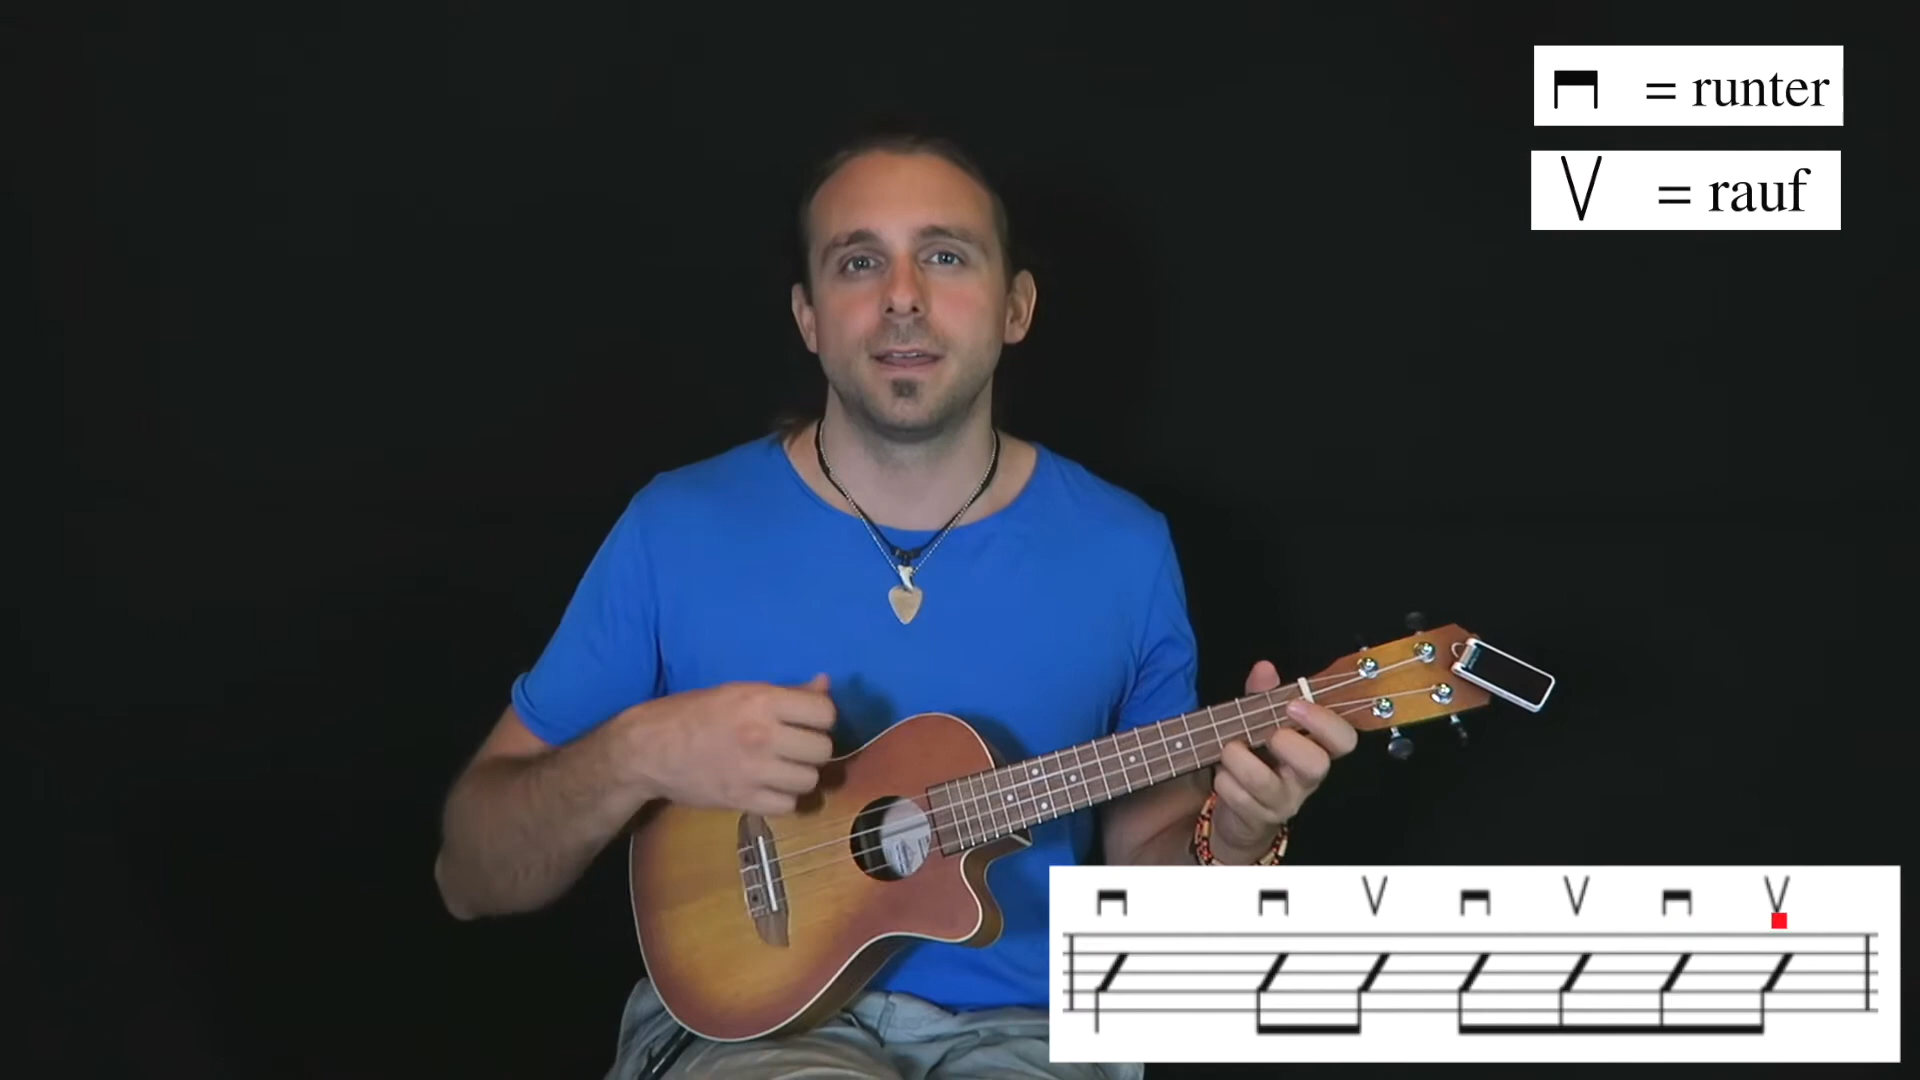 = runter
= rauf